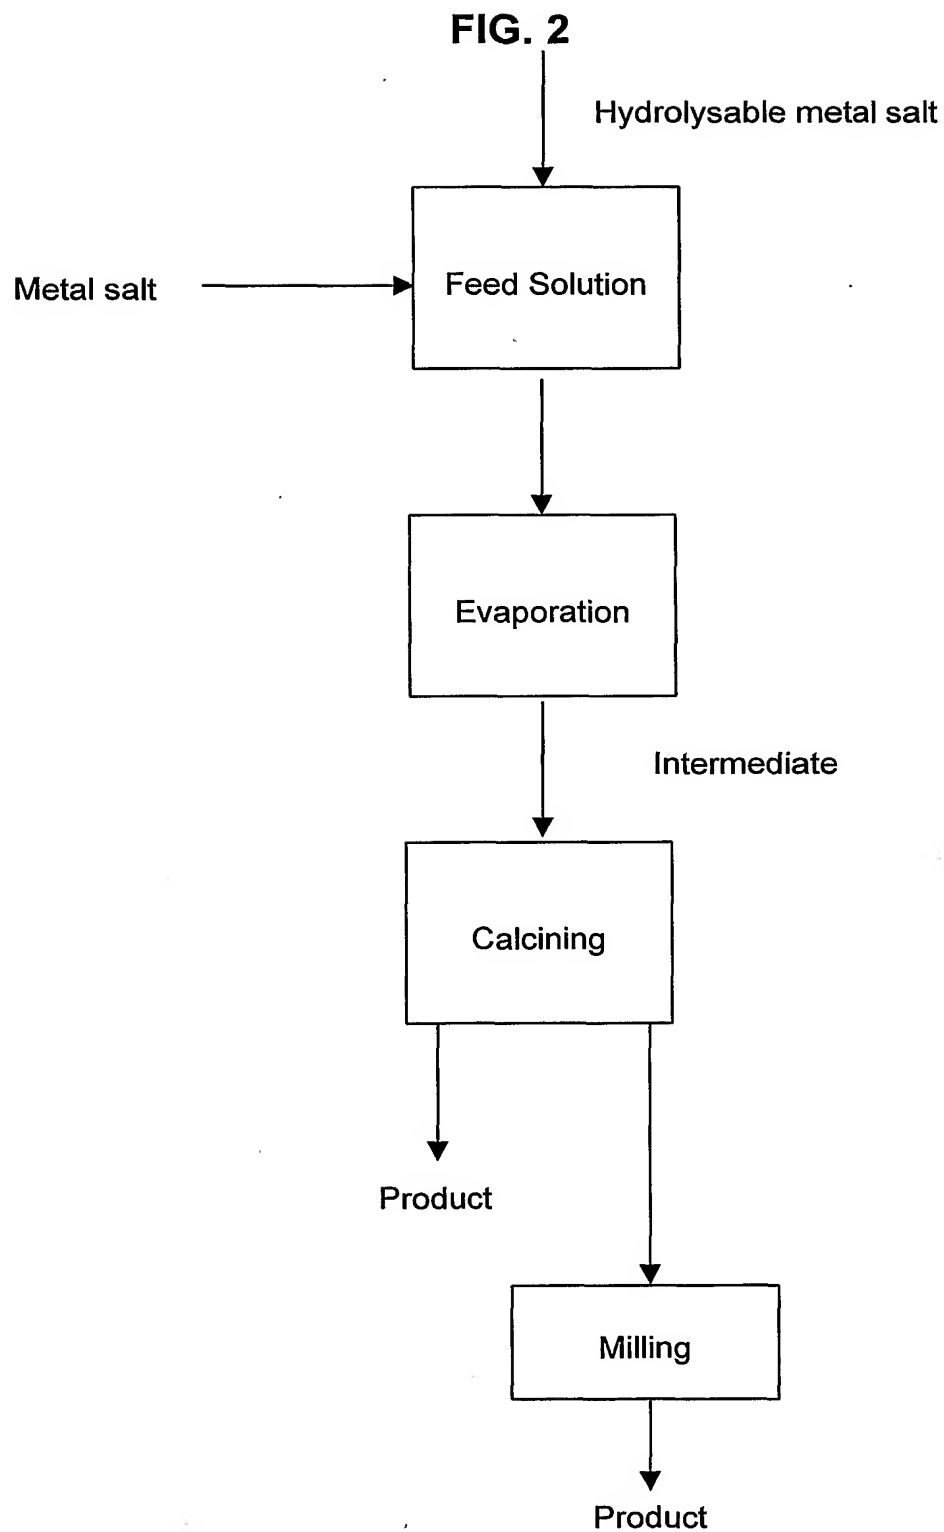 FIG. 2
Hydrolysable metal salt
Metal salt
Feed Solution
Evaporation
Intermediate
Calcining
Product
Milling
Product